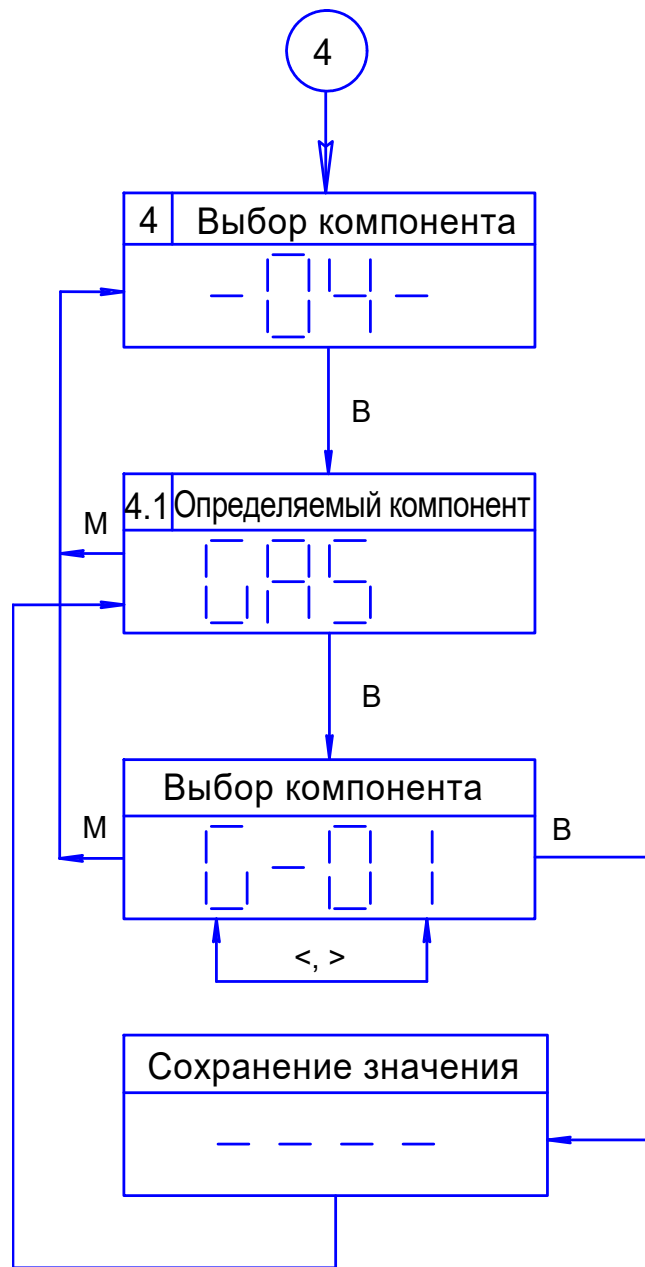 4
4 Выбор компонента
-04-
В
4.1 Определяемый компонент
М
GAS
В
Выбор компонента
М
В
G-01
<, >
Сохранение значения
- - - -